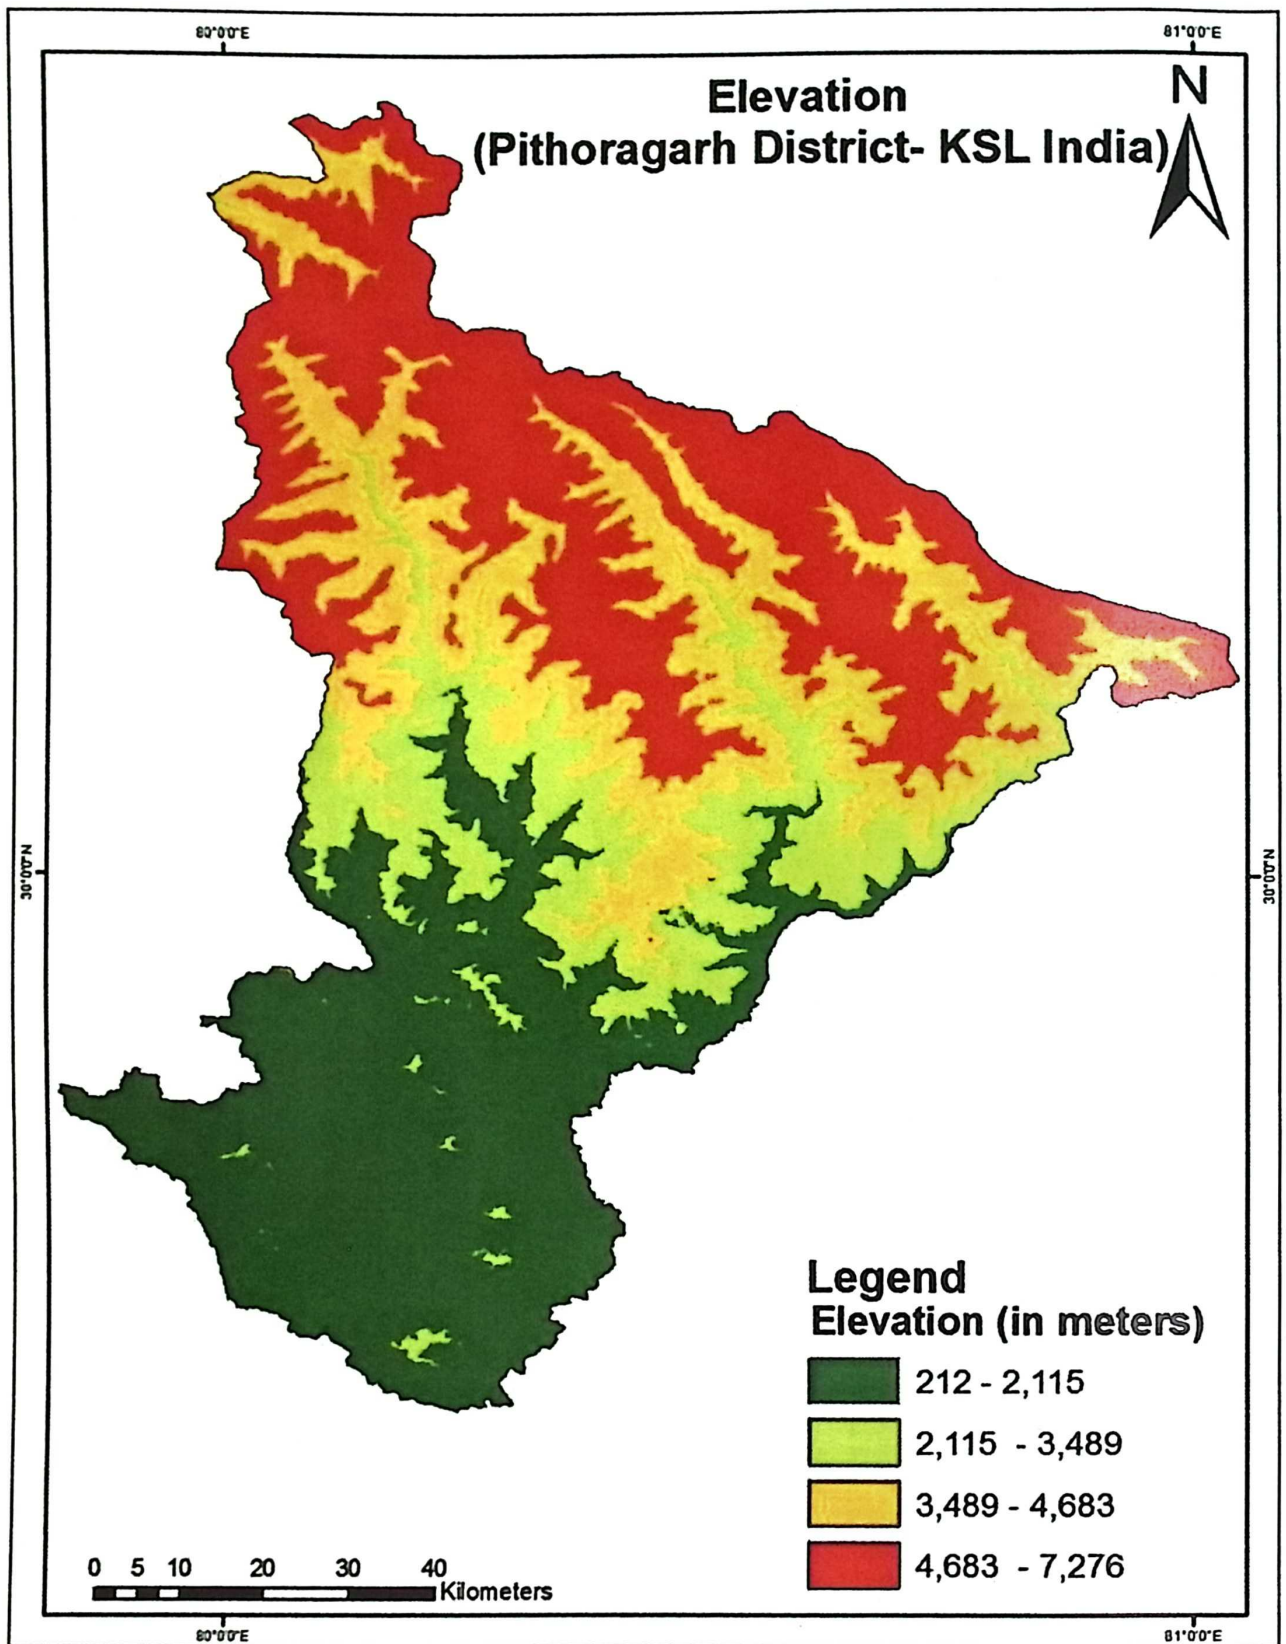 80°0'0"E
81°0'0"E
Elevation
(Pithoragarh District- KSL India)
N
30°0'0"N
30°0'0"N
Legend
Elevation (in meters)
212 - 2,115
2,115 - 3,489
3,489 - 4,683
4,683 - 7,276
0 5 10 20 30 40
Kilometers
80°0'0"E
81°0'0"E